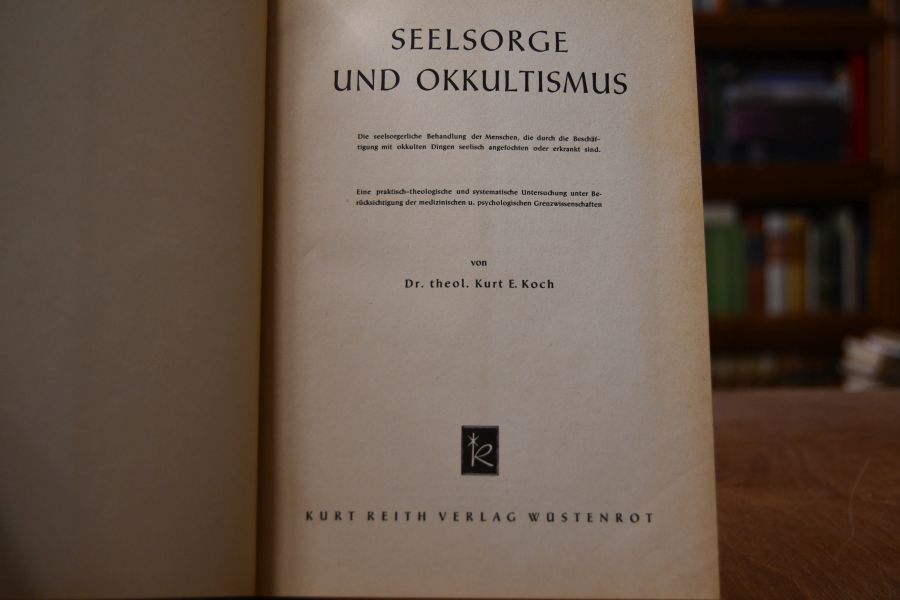 SEELSORGE
UND OKKULTISMUS
Die seelsorgerliche Behandlung der Menschen, die durch die Beschäf-
tigung mit okkulten Dingen seelisch angefochten oder erkrankt sind.
Eine praktisch-theologische und systematische Untersuchung unter Be-
rücksichtigung der medizinischen u. psychologischen Grenzwissenschaften
von
Dr. theol. Kurt E. Koch
R
KURT REITH VERLAG WÜSTENROT